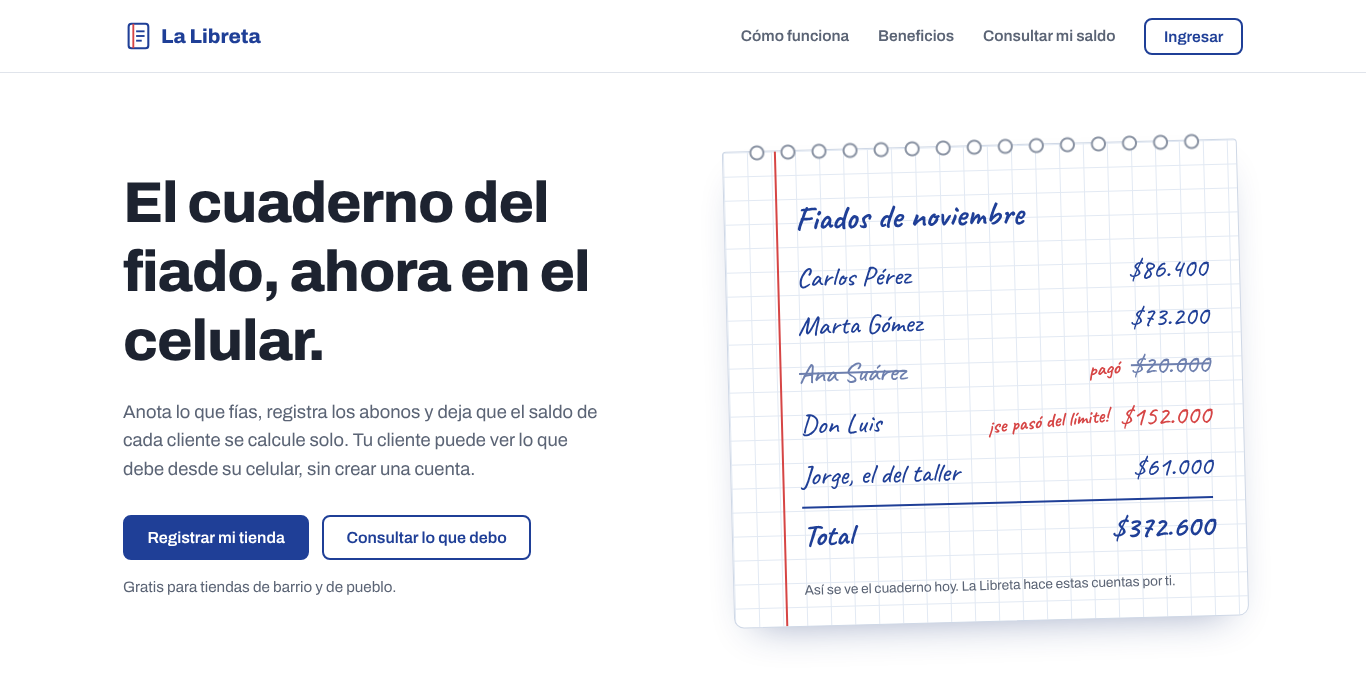 La Libreta
Cómo funciona
Beneficios
Consultar mi saldo
Ingresar
El cuaderno del
fiado, ahora en el
celular.
Anota lo que fías, registra los abonos y deja que el saldo de
cada cliente se calcule solo. Tu cliente puede ver lo que
debe desde su celular, sin crear una cuenta.
Registrar mi tienda
Consultar lo que debo
Gratis para tiendas de barrio y de pueblo.
Fiados de noviembre
Carlos Pérez $86.400
Marta Gómez $73.200
Ana Suárez pagó $20.000
Don Luis ¡se pasó del límite! $152.000
Jorge, el del taller $61.000
Total $372.600
Así se ve el cuaderno hoy. La Libreta hace estas cuentas por ti.